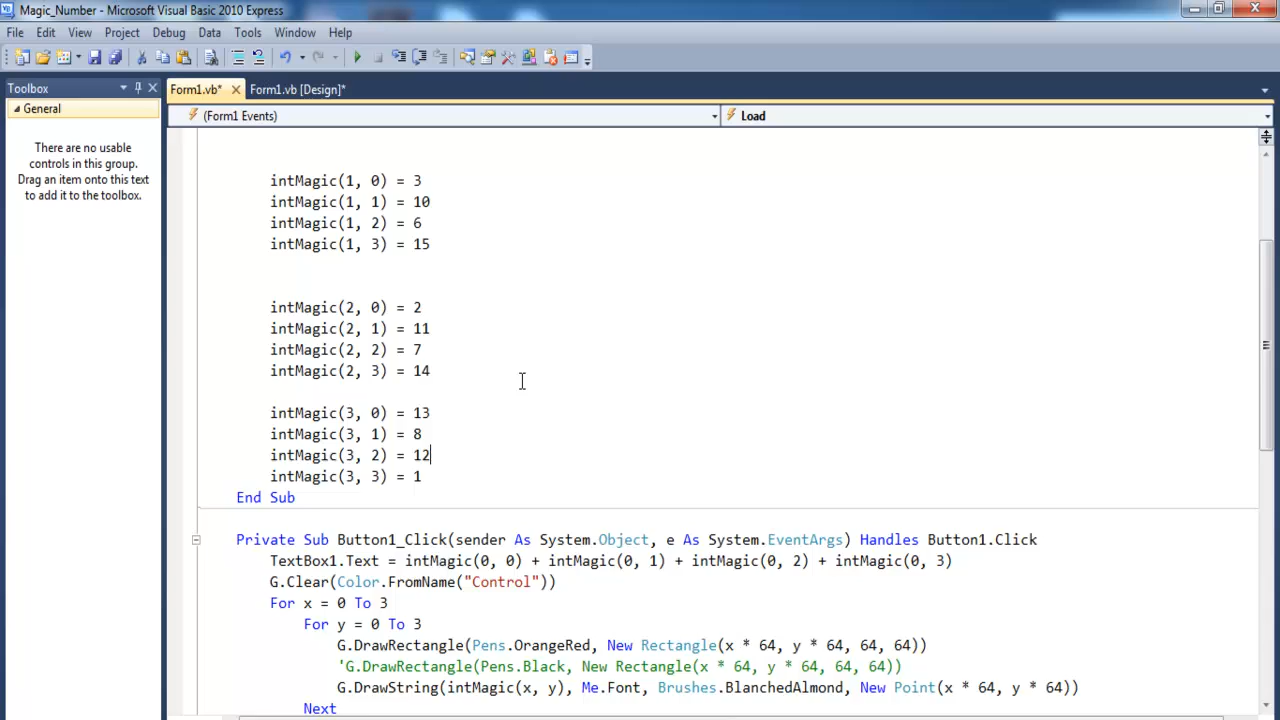 Magic_Number - Microsoft Visual Basic 2010 Express
File Edit View Project Debug Data Tools Window Help
Toolbox
General
There are no usable
controls in this group.
Drag an item onto this text
to add it to the toolbox.
Form1.vb* Form1.vb [Design]*
(Form1 Events) Load
intMagic(1, 0) = 3
intMagic(1, 1) = 10
intMagic(1, 2) = 6
intMagic(1, 3) = 15
intMagic(2, 0) = 2
intMagic(2, 1) = 11
intMagic(2, 2) = 7
intMagic(2, 3) = 14
intMagic(3, 0) = 13
intMagic(3, 1) = 8
intMagic(3, 2) = 12
intMagic(3, 3) = 1
End Sub
Private Sub Button1_Click(sender As System.Object, e As System.EventArgs) Handles Button1.Click
TextBox1.Text = intMagic(0, 0) + intMagic(0, 1) + intMagic(0, 2) + intMagic(0, 3)
G.Clear(Color.FromName("Control"))
For x = 0 To 3
For y = 0 To 3
G.DrawRectangle(Pens.OrangeRed, New Rectangle(x * 64, y * 64, 64, 64))
'G.DrawRectangle(Pens.Black, New Rectangle(x * 64, y * 64, 64, 64))
G.DrawString(intMagic(x, y), Me.Font, Brushes.BlanchedAlmond, New Point(x * 64, y * 64))
Next